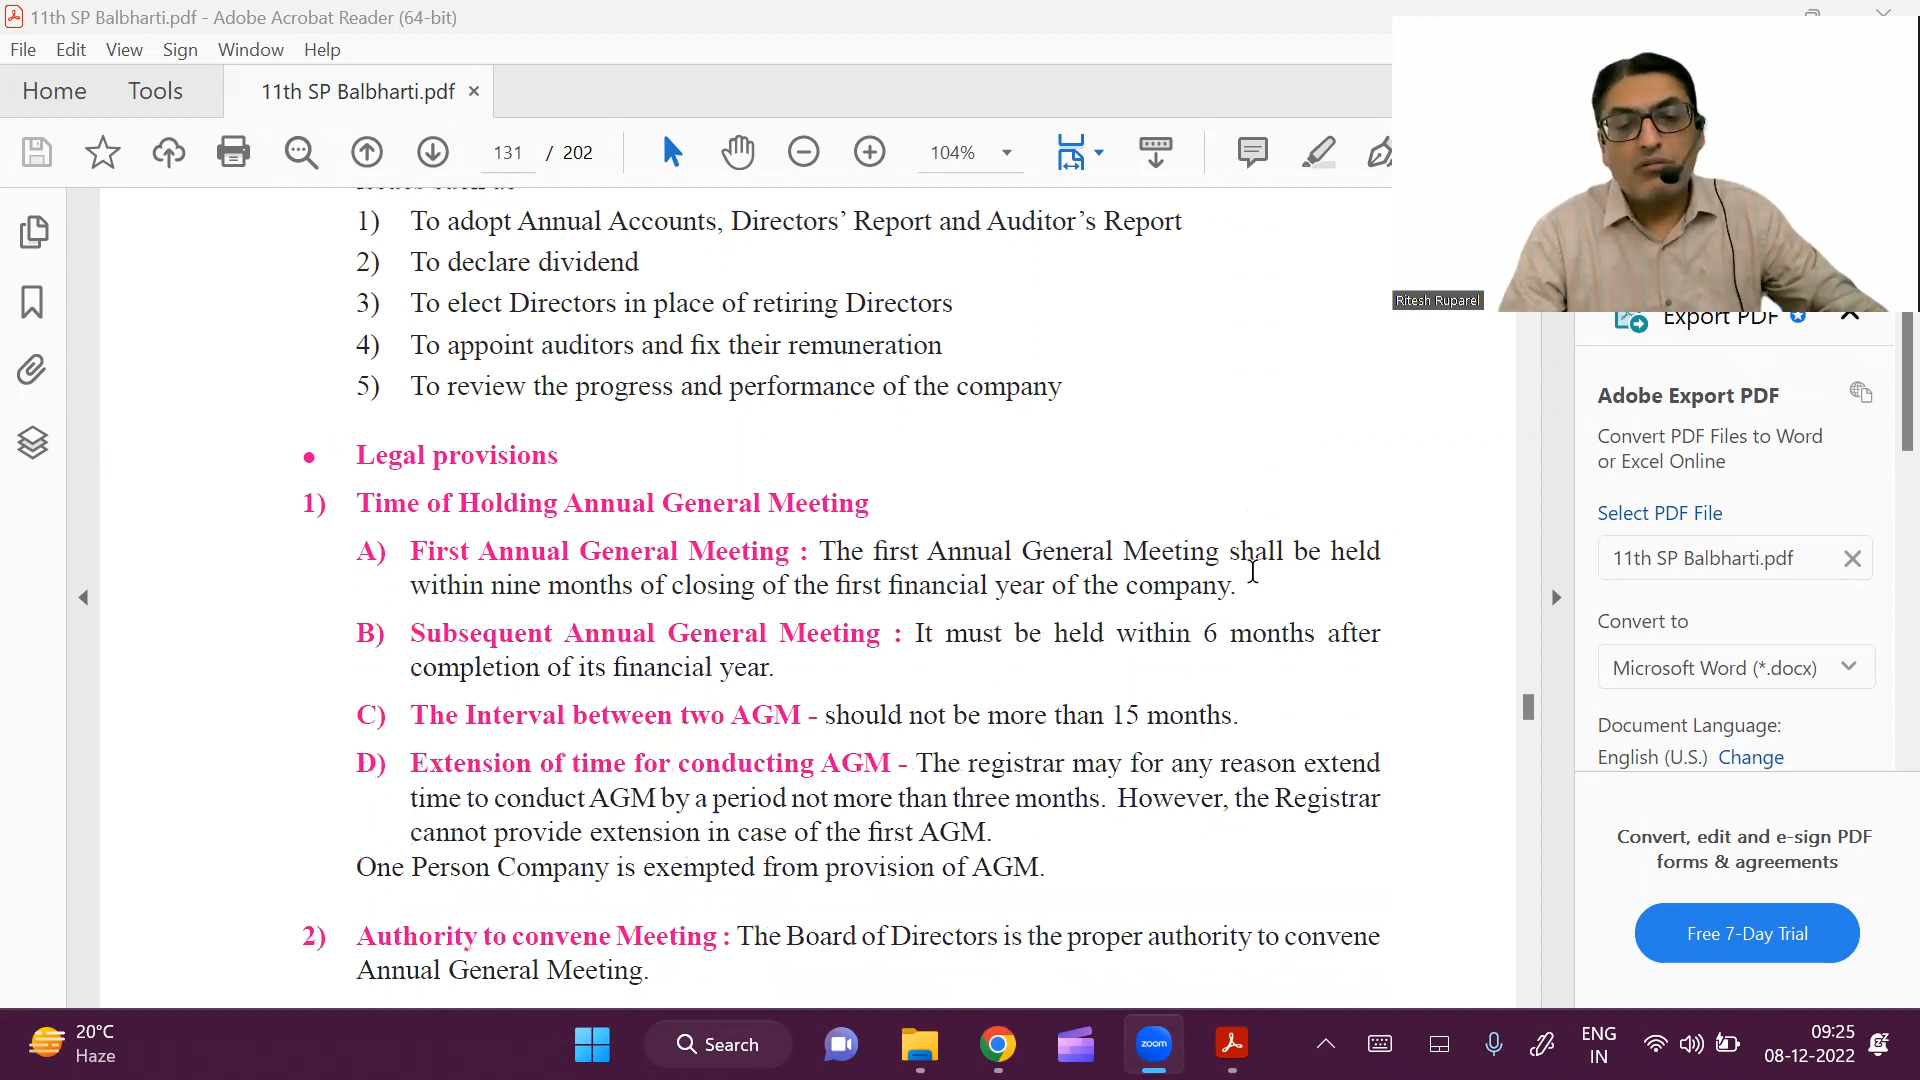 11th SP Balbharti.pdf - Adobe Acrobat Reader (64-bit)
File Edit View Sign Window Help
Home Tools 11th SP Balbharti.pdf ×
131 / 202 104%
1) To adopt Annual Accounts, Directors’ Report and Auditor’s Report
2) To declare dividend
3) To elect Directors in place of retiring Directors
4) To appoint auditors and fix their remuneration
5) To review the progress and performance of the company
• Legal provisions
1) Time of Holding Annual General Meeting
A) First Annual General Meeting : The first Annual General Meeting shall be held
within nine months of closing of the first financial year of the company.
B) Subsequent Annual General Meeting : It must be held within 6 months after
completion of its financial year.
C) The Interval between two AGM - should not be more than 15 months.
D) Extension of time for conducting AGM - The registrar may for any reason extend
time to conduct AGM by a period not more than three months. However, the Registrar
cannot provide extension in case of the first AGM.
One Person Company is exempted from provision of AGM.
2) Authority to convene Meeting : The Board of Directors is the proper authority to convene
Annual General Meeting.
Ritesh Ruparel
Export PDF
Adobe Export PDF
Convert PDF Files to Word
or Excel Online
Select PDF File
11th SP Balbharti.pdf
Convert to
Microsoft Word (*.docx)
Document Language:
English (U.S.) Change
Convert, edit and e-sign PDF
forms & agreements
Free 7-Day Trial
20°C
Haze
Search
zoom
ENG
IN
09:25
08-12-2022